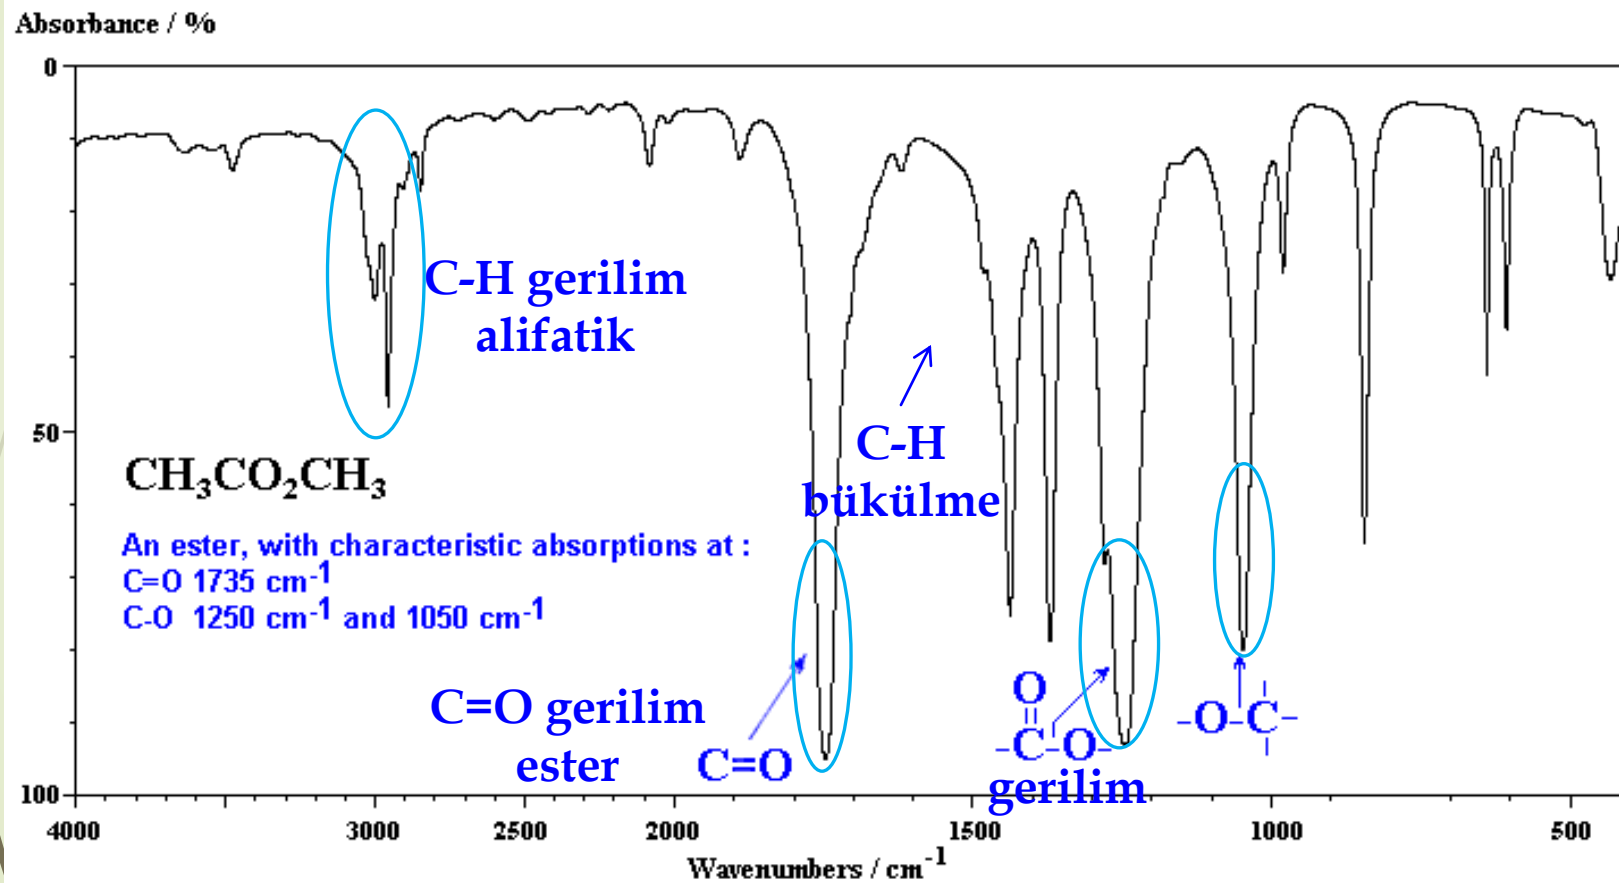 Absorbance / %
0
50
100
C-H gerilim
alifatik
C-H
bükülme
CH₃CO₂CH₃
An ester, with characteristic absorptions at :
C=O 1735 cm⁻¹
C-O 1250 cm⁻¹ and 1050 cm⁻¹
C=O gerilim
ester
C=O
O
-C-O-
gerilim
-O-C-
4000 3000 2500 2000 1500 1000 500
Wavenumbers / cm⁻¹